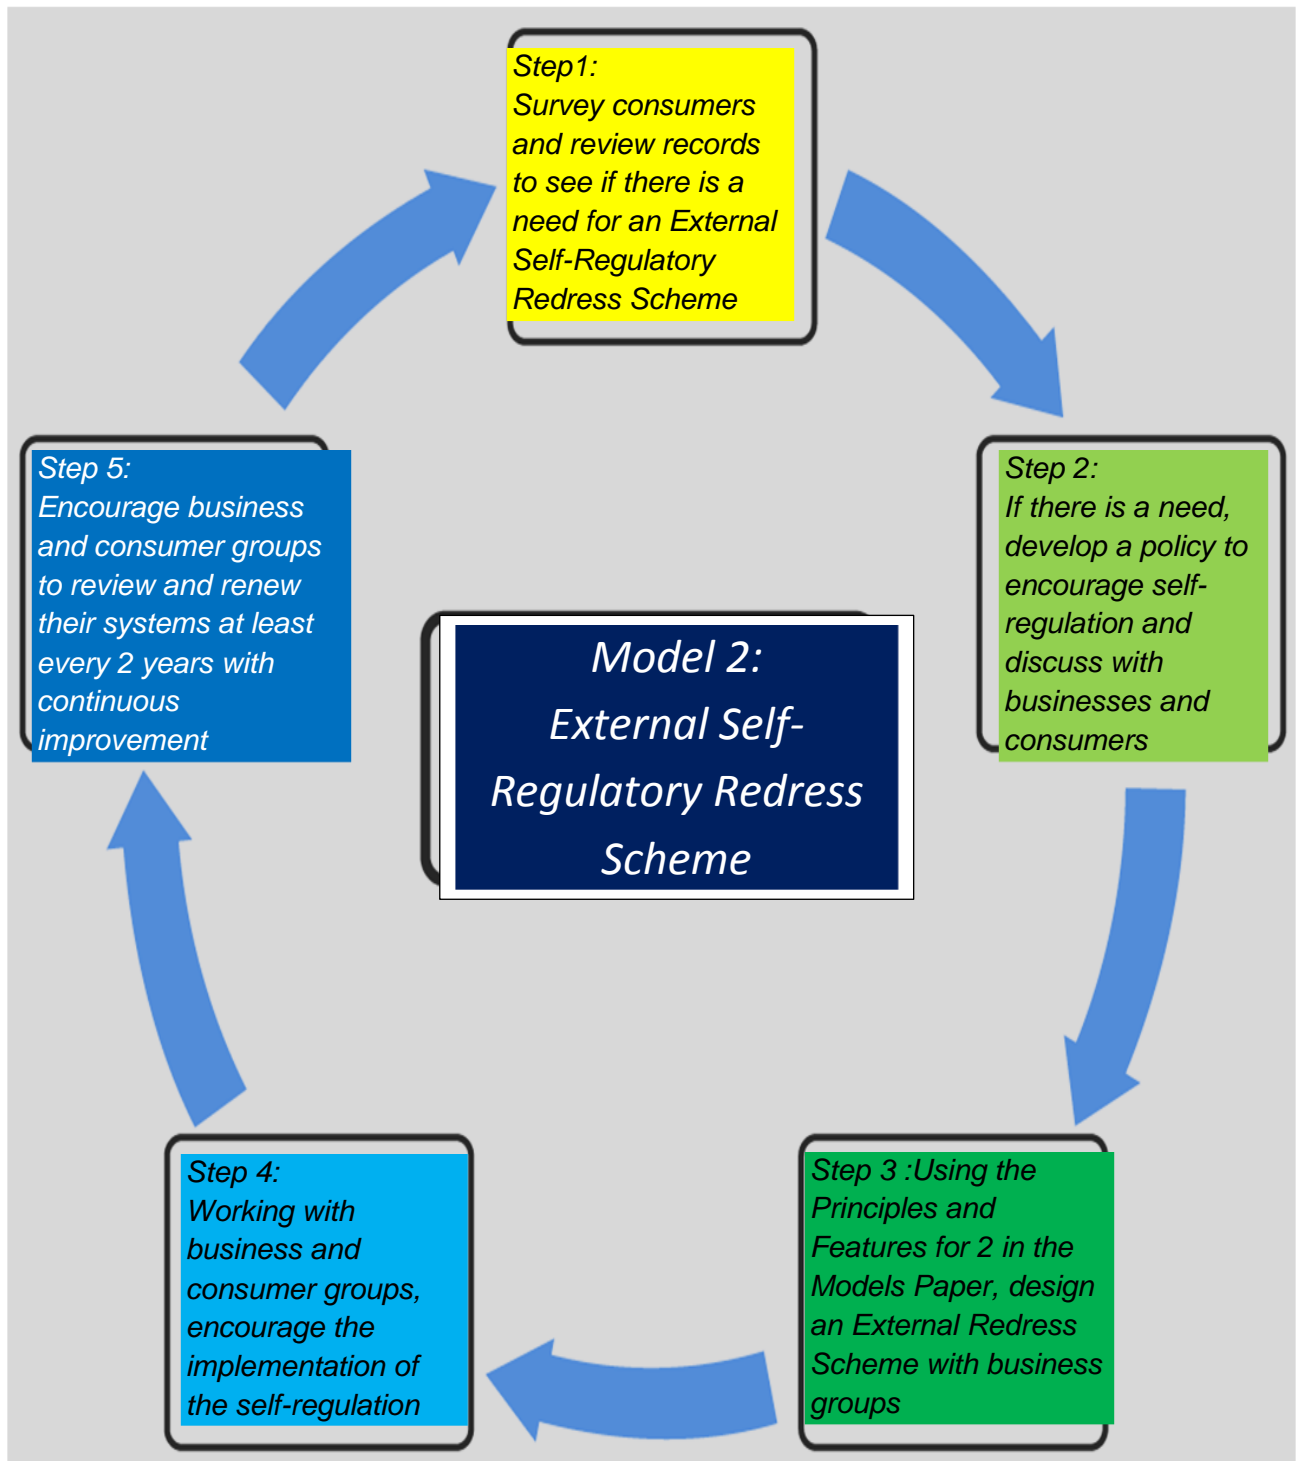 Step1:
Survey consumers
and review records
to see if there is a
need for an External
Self-Regulatory
Redress Scheme
Step 2:
If there is a need,
develop a policy to
encourage self-
regulation and
discuss with
businesses and
consumers
Step 3 :Using the
Principles and
Features for 2 in the
Models Paper, design
an External Redress
Scheme with business
groups
Step 4:
Working with
business and
consumer groups,
encourage the
implementation of
the self-regulation
Step 5:
Encourage business
and consumer groups
to review and renew
their systems at least
every 2 years with
continuous
improvement
Model 2:
External Self-
Regulatory Redress
Scheme